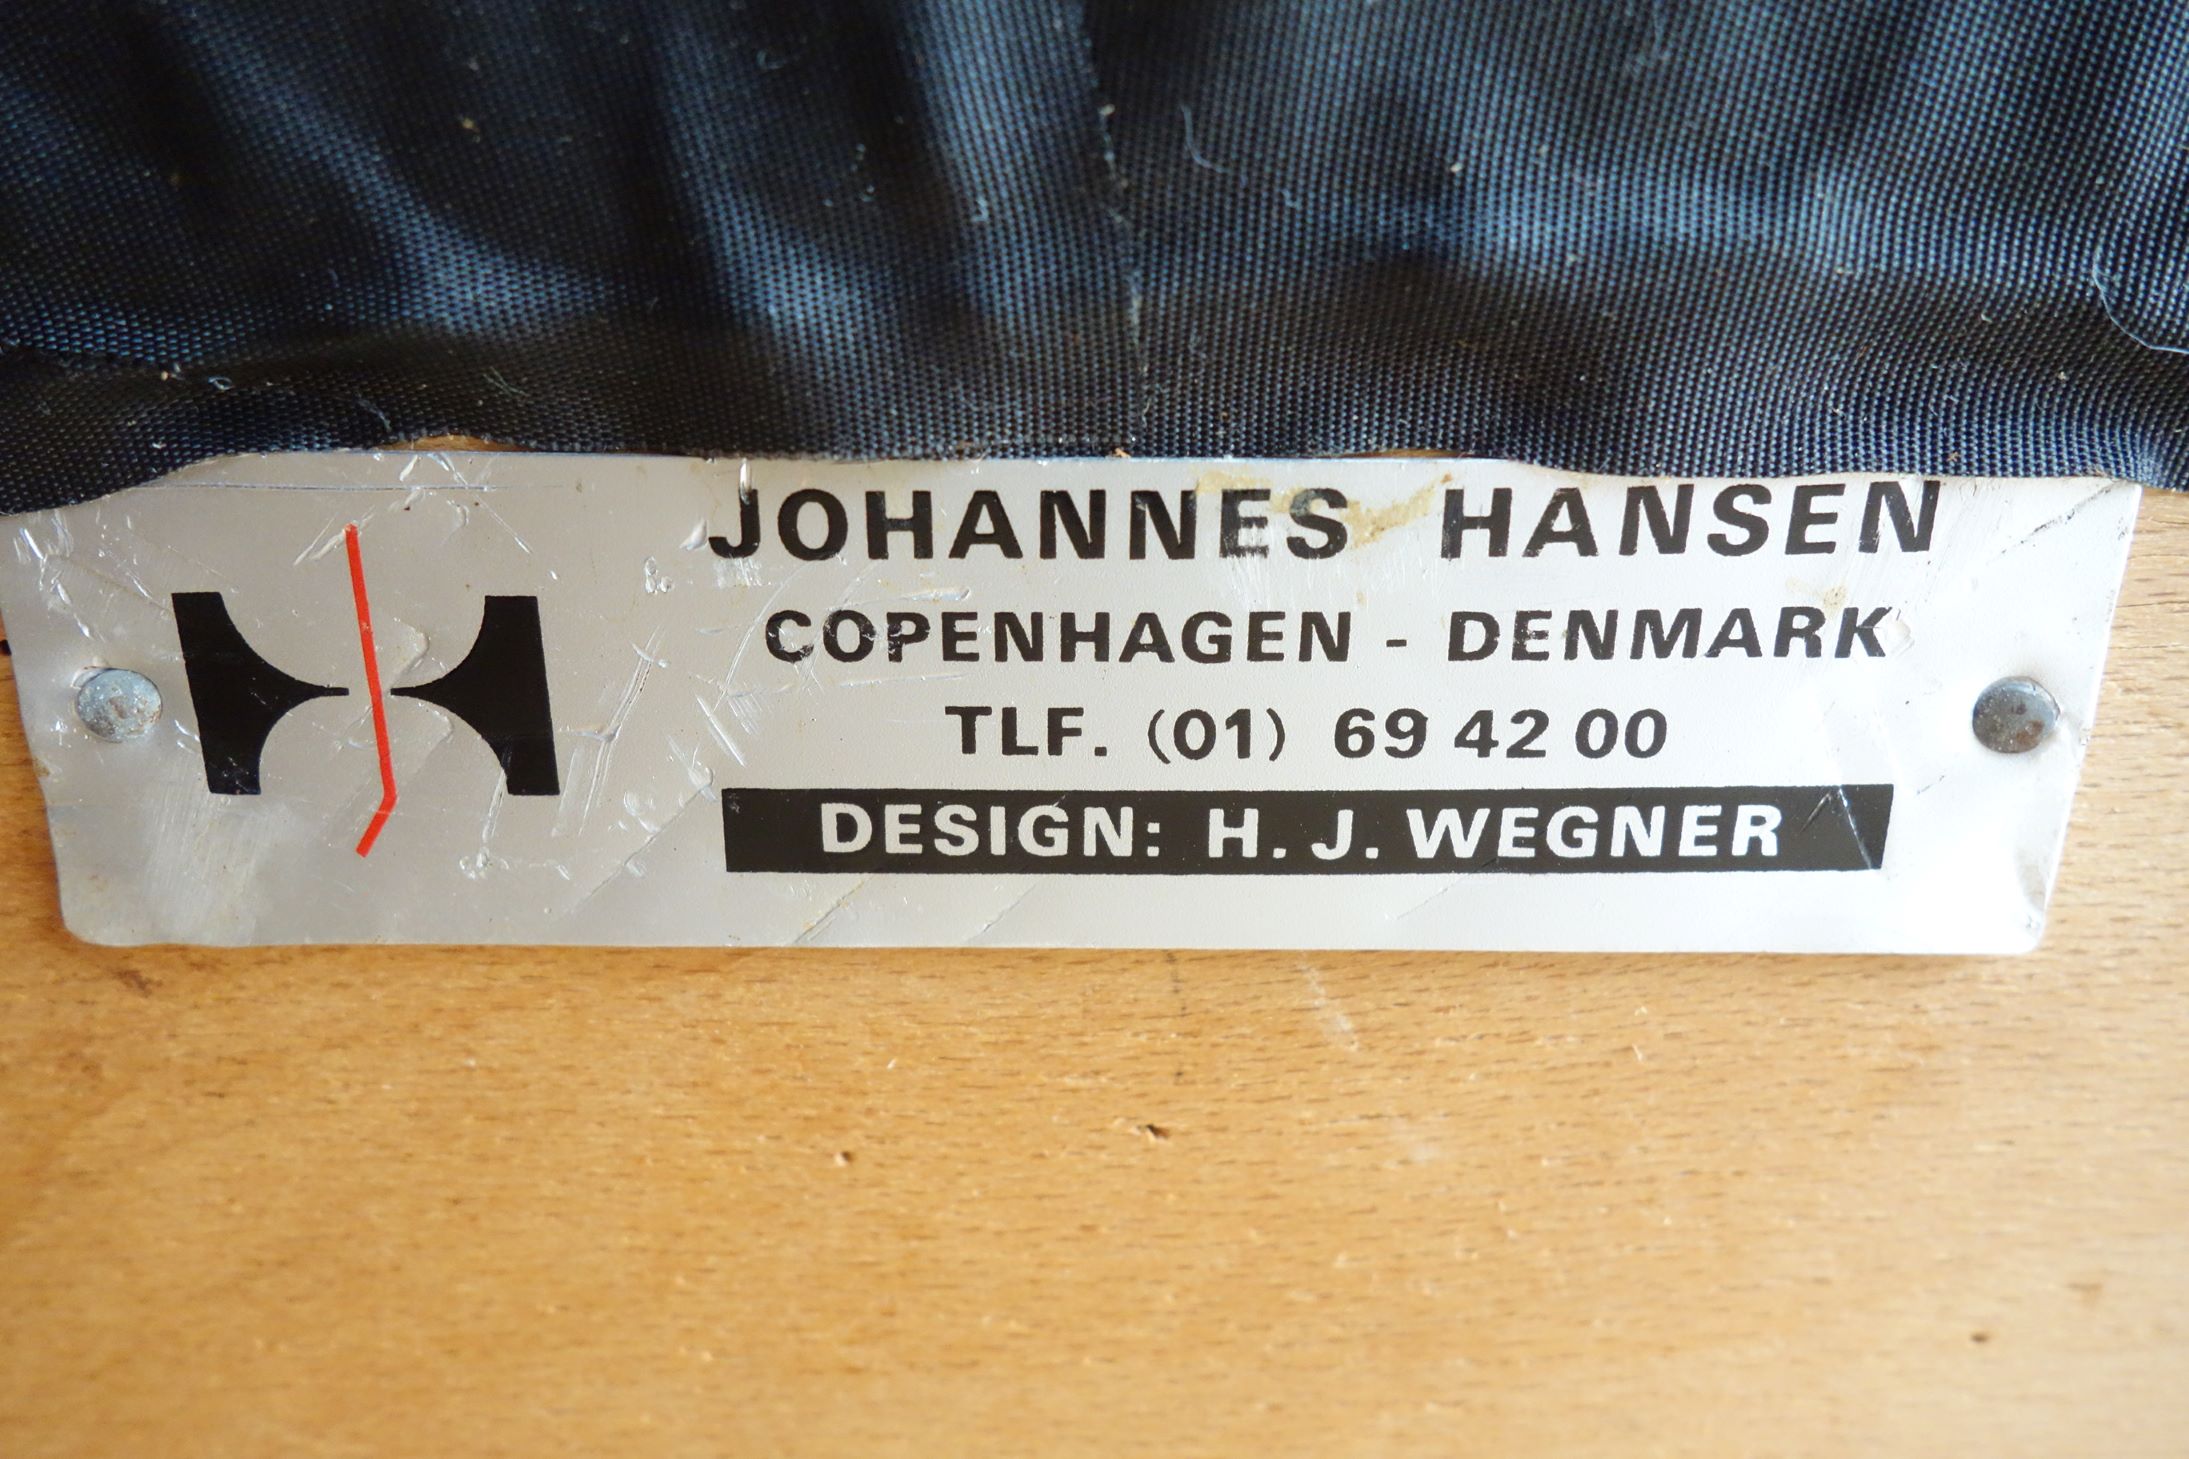 JOHANNES HANSEN
COPENHAGEN - DENMARK
TLF. (01) 69 42 00
DESIGN: H. J. WEGNER